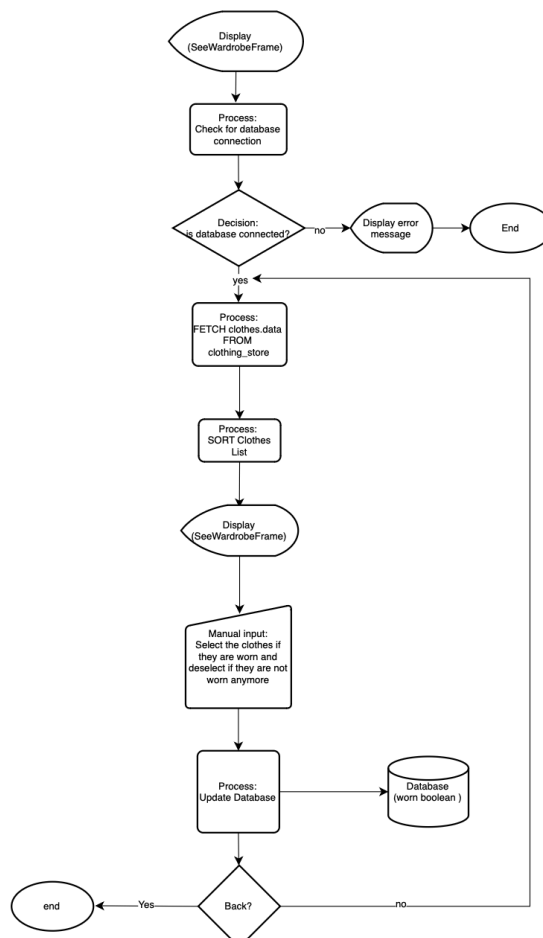 Display
(SeeWardrobeFrame)
Process:
Check for database
connection
Decision:
is database connected?
no
Display error
message
End
yes
Process:
FETCH clothes.data
FROM
clothing_store
Process:
SORT Clothes
List
Display
(SeeWardrobeFrame)
Manual input:
Select the clothes if
they are worn and
deselect if they are not
worn anymore
Process:
Update Database
Database
(worn boolean )
end
Yes
Back?
no